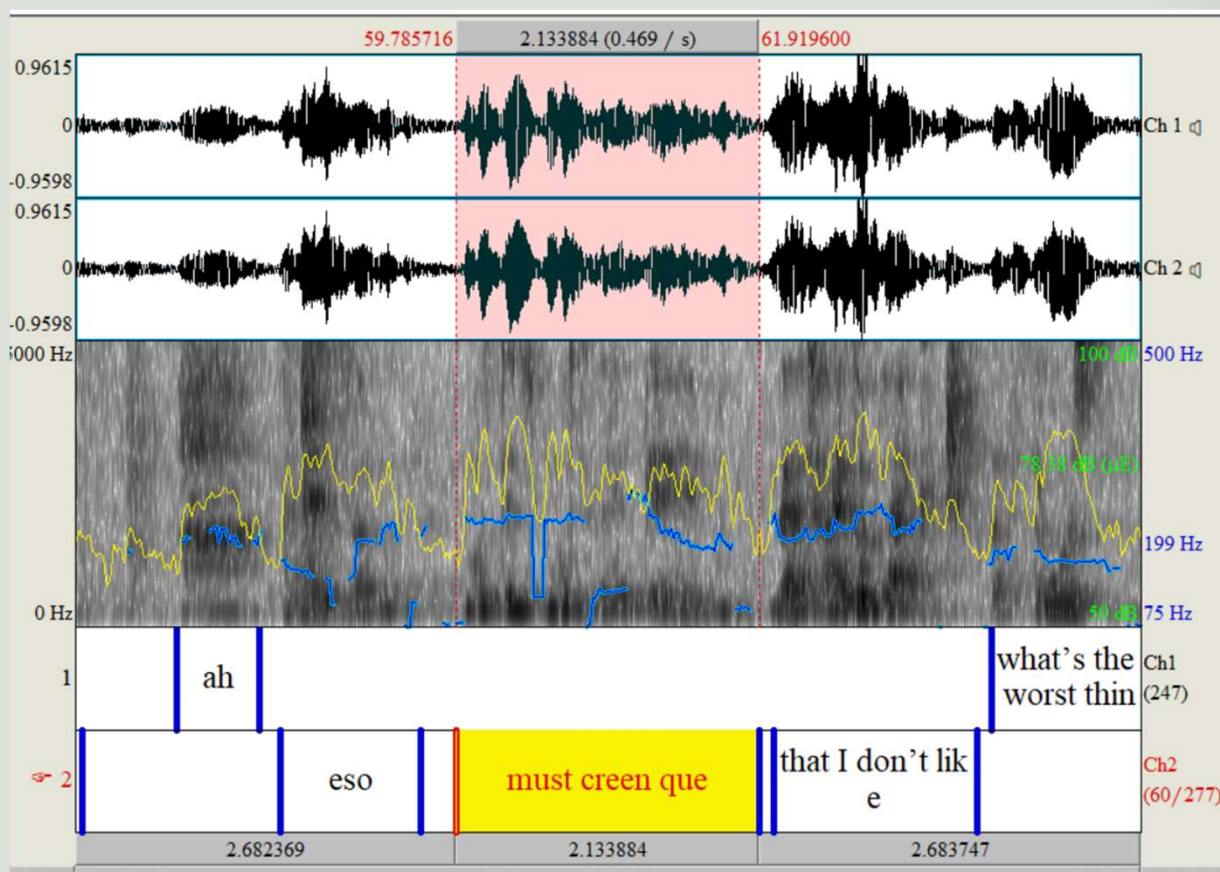 59.785716 2.133884 (0.469 / s) 61.919600
0.9615
0
-0.9598
Ch 1
0.9615
0
-0.9598
Ch 2
5000 Hz 100 dB 500 Hz
78.38 dB (µE)
199 Hz
0 Hz 50 dB 75 Hz
1 ah what's the worst thin Ch1 (247)
2 eso must creen que that I don't lik e Ch2 (60/277)
2.682369 2.133884 2.683747